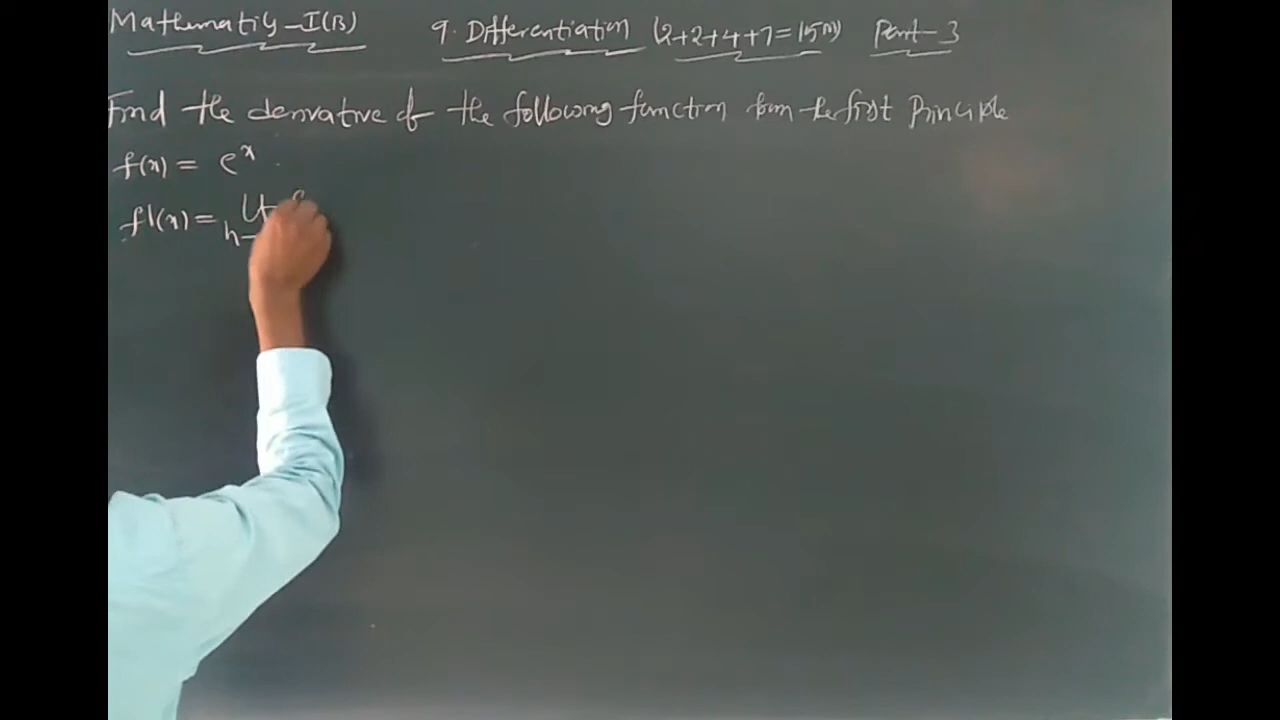 Mathematics-I(B) 9. Differentiation (2+2+4+7=15M) Part-3
Find the derivative of the following function from the first Principle
f(x) = e^x
f'(x) = Lt
h